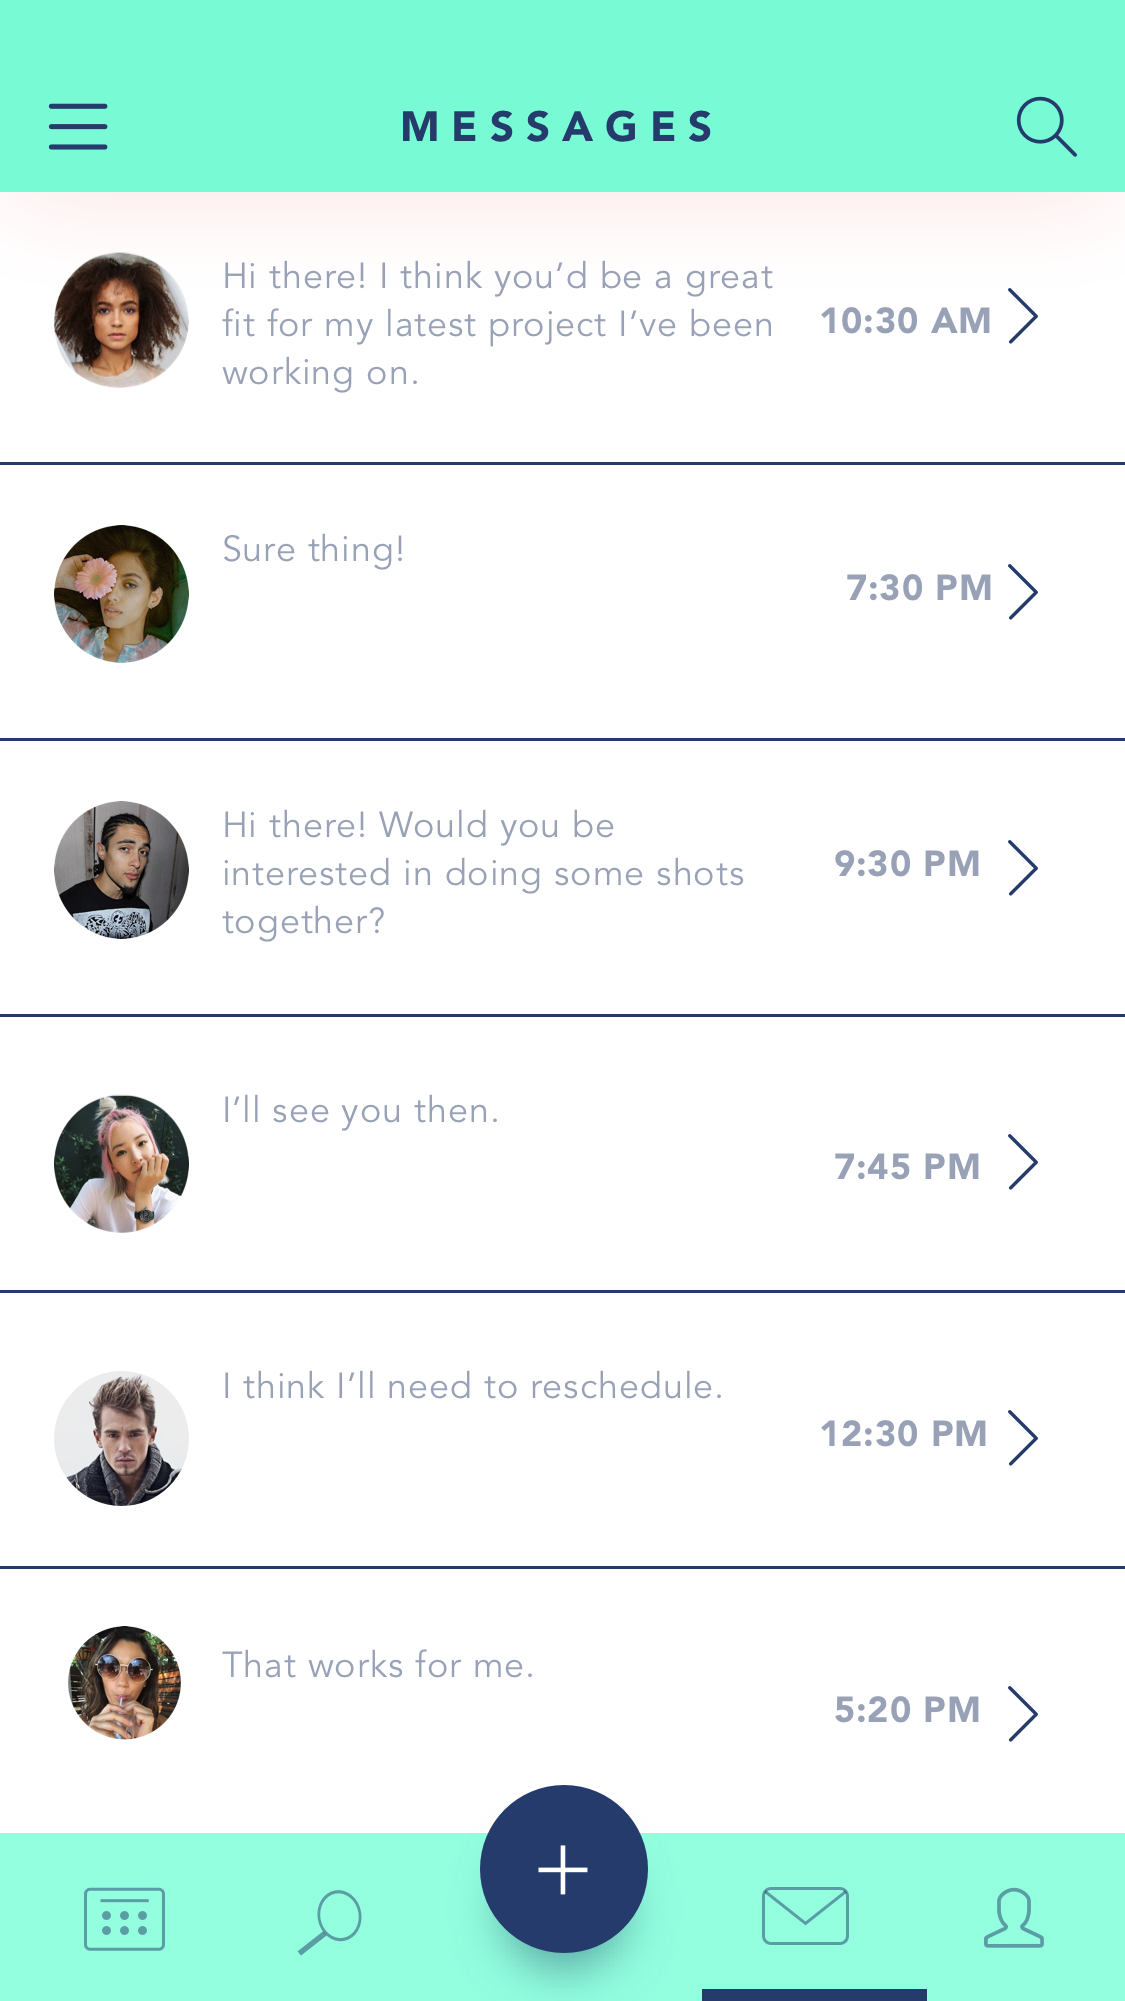 MESSAGES
Hi there! I think you’d be a great
fit for my latest project I’ve been
working on.
10:30 AM
Sure thing!
7:30 PM
Hi there! Would you be
interested in doing some shots
together?
9:30 PM
I’ll see you then.
7:45 PM
I think I’ll need to reschedule.
12:30 PM
That works for me.
5:20 PM